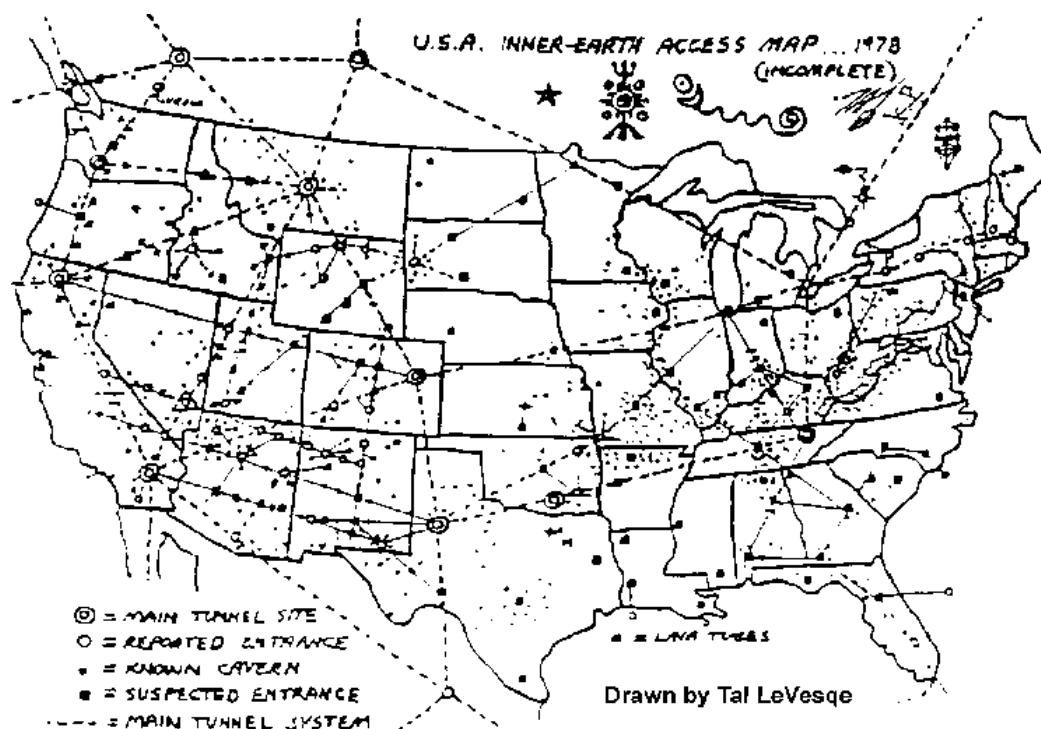 U.S.A. INNER-EARTH ACCESS MAP... 1978
(INCOMPLETE)
= MAIN TUNNEL SITE
= REPORTED ENTRANCE
= KNOWN CAVERN
= SUSPECTED ENTRANCE
= MAIN TUNNEL SYSTEM
= LAVA TUBES
Drawn by Tal LeVesqe